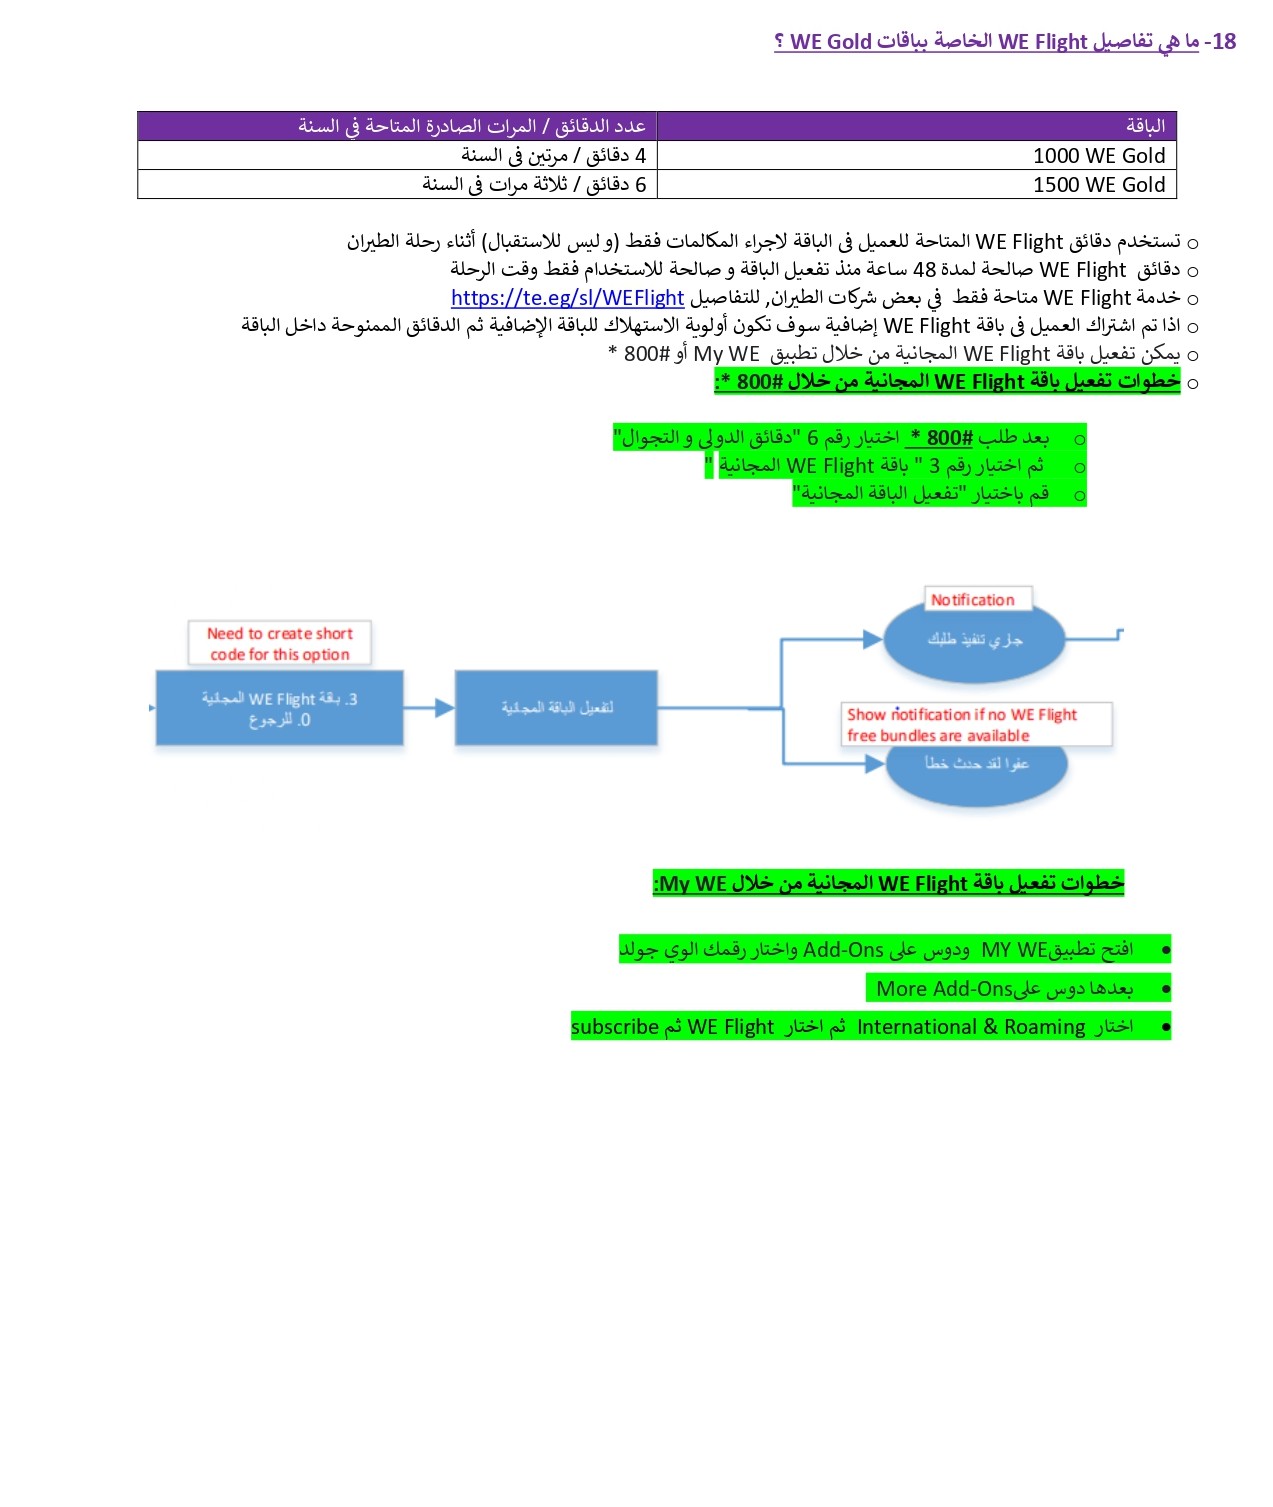 18- ما هي تفاصيل WE Flight الخاصة بباقات WE Gold ؟
الباقة
عدد الدقائق / المرات الصادرة المتاحة في السنة
1000 WE Gold
4 دقائق / مرتين فى السنة
1500 WE Gold
6 دقائق / ثلاثة مرات فى السنة
o تستخدم دقائق WE Flight المتاحة للعميل فى الباقة لاجراء المكالمات فقط (و ليس للاستقبال) أثناء رحلة الطيران
o دقائق WE Flight صالحة لمدة 48 ساعة منذ تفعيل الباقة و صالحة للاستخدام فقط وقت الرحلة
o خدمة WE Flight متاحة فقط في بعض شركات الطيران, للتفاصيل https://te.eg/sl/WEFlight
o اذا تم اشتراك العميل فى باقة WE Flight إضافية سوف تكون أولوية الاستهلاك للباقة الإضافية ثم الدقائق الممنوحة داخل الباقة
o يمكن تفعيل باقة WE Flight المجانية من خلال تطبيق My WE أو #800 *
o خطوات تفعيل باقة WE Flight المجانية من خلال #800 *:
o بعد طلب #800 * اختيار رقم 6 "دقائق الدولى و التجوال"
o ثم اختيار رقم 3 " باقة WE Flight المجانية "
o قم باختيار "تفعيل الباقة المجانية"
Need to create short
code for this option
3. باقة WE Flight المجانية
0. للرجوع
لتفعيل الباقة المجانية
Notification
جاري تنفيذ طلبك
Show notification if no WE Flight
free bundles are available
عفوا لقد حدث خطأ
خطوات تفعيل باقة WE Flight المجانية من خلال My WE:
• افتح تطبيقMY WE ودوس على Add-Ons واختار رقمك الوي جولد
• بعدها دوس علىMore Add-Ons
• اختار International & Roaming ثم اختار WE Flight ثم subscribe